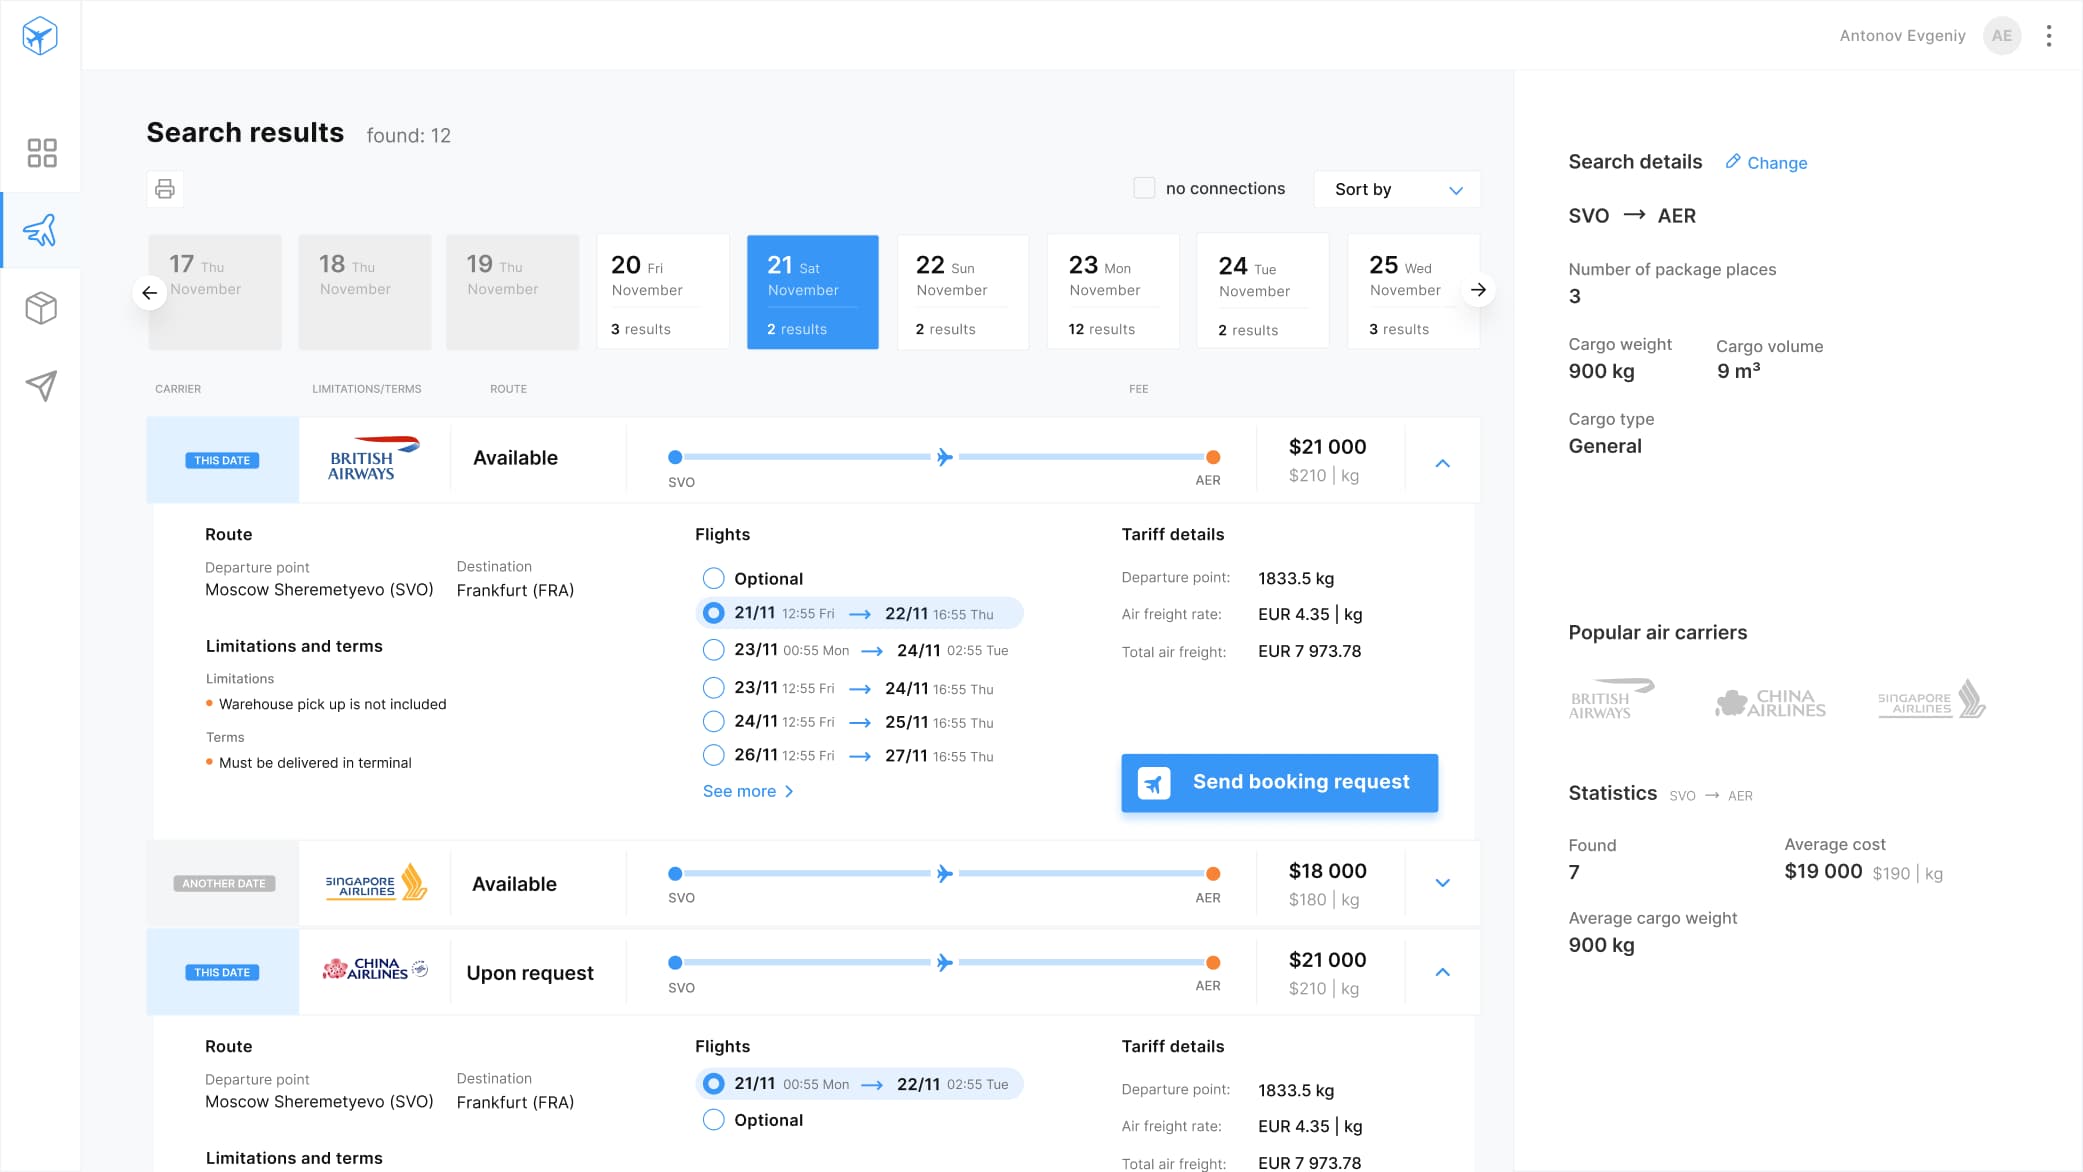 Antonov Evgeniy AE
Search results found: 12
no connections Sort by
17 Thu
November
18 Thu
November
19 Thu
November
20 Fri
November
3 results
21 Sat
November
2 results
22 Sun
November
2 results
23 Mon
November
12 results
24 Tue
November
2 results
25 Wed
November
3 results
CARRIER LIMITATIONS/TERMS ROUTE FEE
THIS DATE
BRITISH
AIRWAYS
Available
SVO AER
$21 000
$210 | kg
Route
Departure point
Moscow Sheremetyevo (SVO)
Destination
Frankfurt (FRA)
Limitations and terms
Limitations
Warehouse pick up is not included
Terms
Must be delivered in terminal
Flights
Optional
21/11 12:55 Fri 22/11 16:55 Thu
23/11 00:55 Mon 24/11 02:55 Tue
23/11 12:55 Fri 24/11 16:55 Thu
24/11 12:55 Fri 25/11 16:55 Thu
26/11 12:55 Fri 27/11 16:55 Thu
See more
Tariff details
Departure point: 1833.5 kg
Air freight rate: EUR 4.35 | kg
Total air freight: EUR 7 973.78
Send booking request
ANOTHER DATE
SINGAPORE
AIRLINES
Available
SVO AER
$18 000
$180 | kg
THIS DATE
CHINA
AIRLINES
Upon request
SVO AER
$21 000
$210 | kg
Route
Departure point
Moscow Sheremetyevo (SVO)
Destination
Frankfurt (FRA)
Limitations and terms
Flights
21/11 00:55 Mon 22/11 02:55 Tue
Optional
Tariff details
Departure point: 1833.5 kg
Air freight rate: EUR 4.35 | kg
Total air freight: EUR 7 973.78
Search details Change
SVO → AER
Number of package places
3
Cargo weight
900 kg
Cargo volume
9 m³
Cargo type
General
Popular air carriers
BRITISH
AIRWAYS
CHINA
AIRLINES
SINGAPORE
AIRLINES
Statistics SVO → AER
Found
7
Average cost
$19 000 $190 | kg
Average cargo weight
900 kg